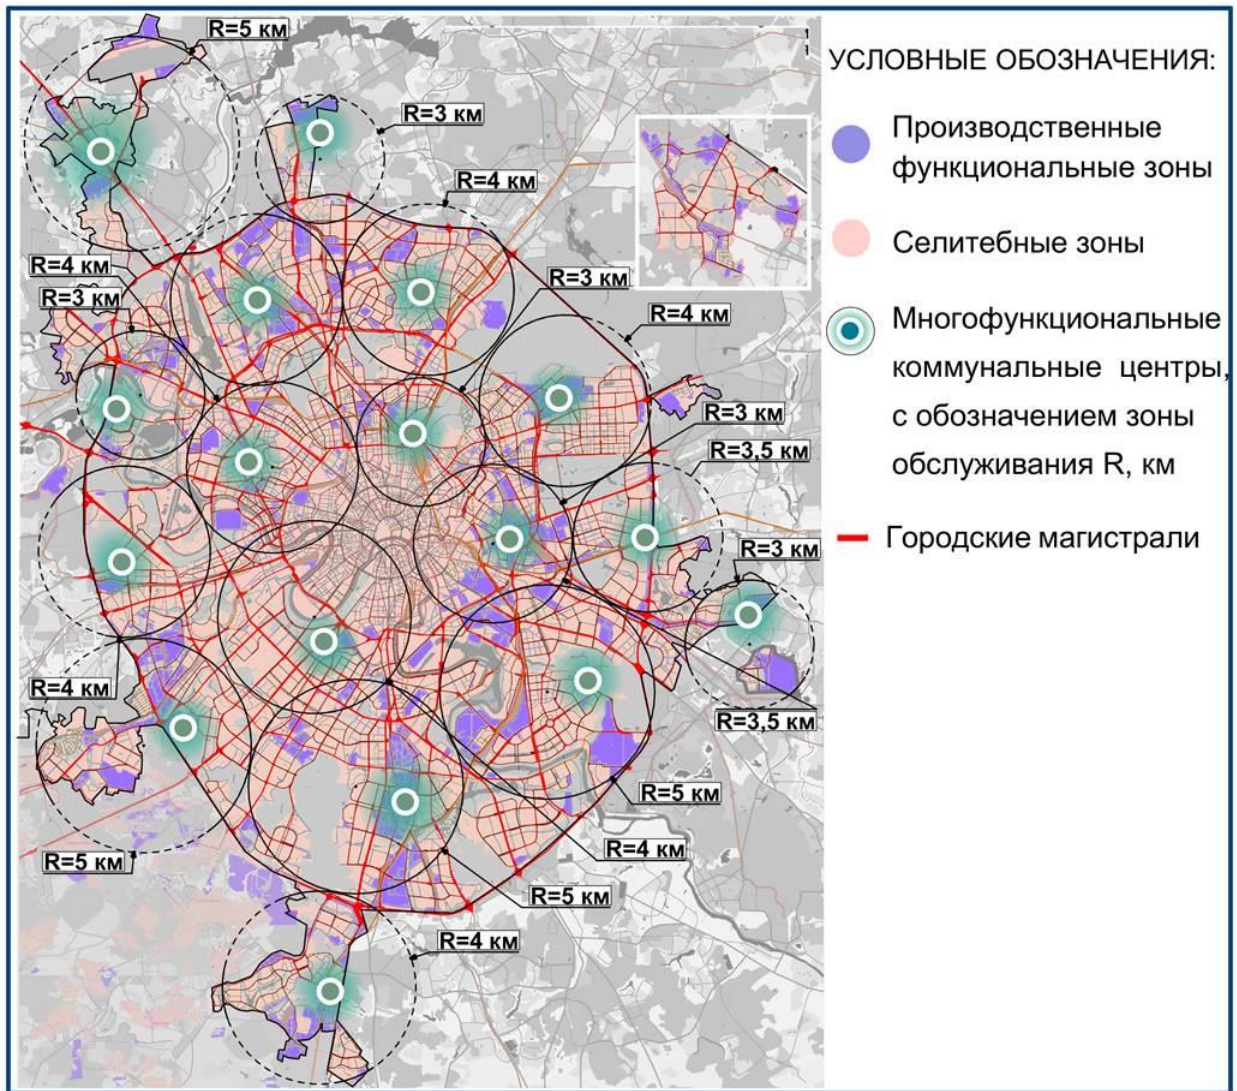 R=5 км
R=3 км
R=4 км
R=4 км
R=3 км
R=3 км
R=4 км
R=3 км
R=3,5 км
R=3 км
R=4 км
R=3,5 км
R=5 км
R=4 км
R=5 км
R=5 км
R=4 км
УСЛОВНЫЕ ОБОЗНАЧЕНИЯ:
Производственные
функциональные зоны
Селитебные зоны
Многофункциональные
коммунальные центры,
с обозначением зоны
обслуживания R, км
Городские магистрали